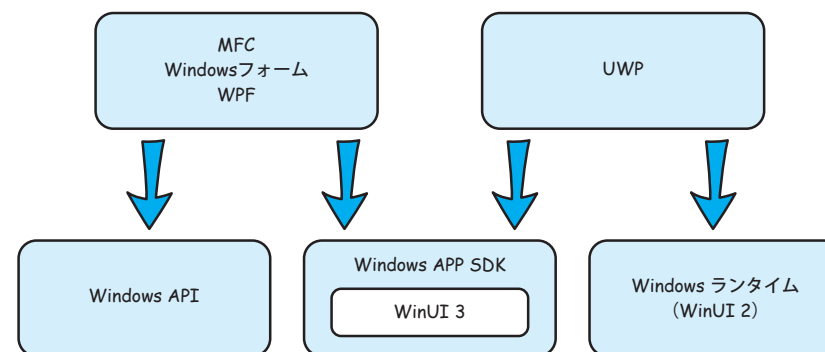 MFC
Windowsフォーム
WPF
UWP
Windows API
Windows APP SDK
WinUI 3
Windows ランタイム
（WinUI 2）